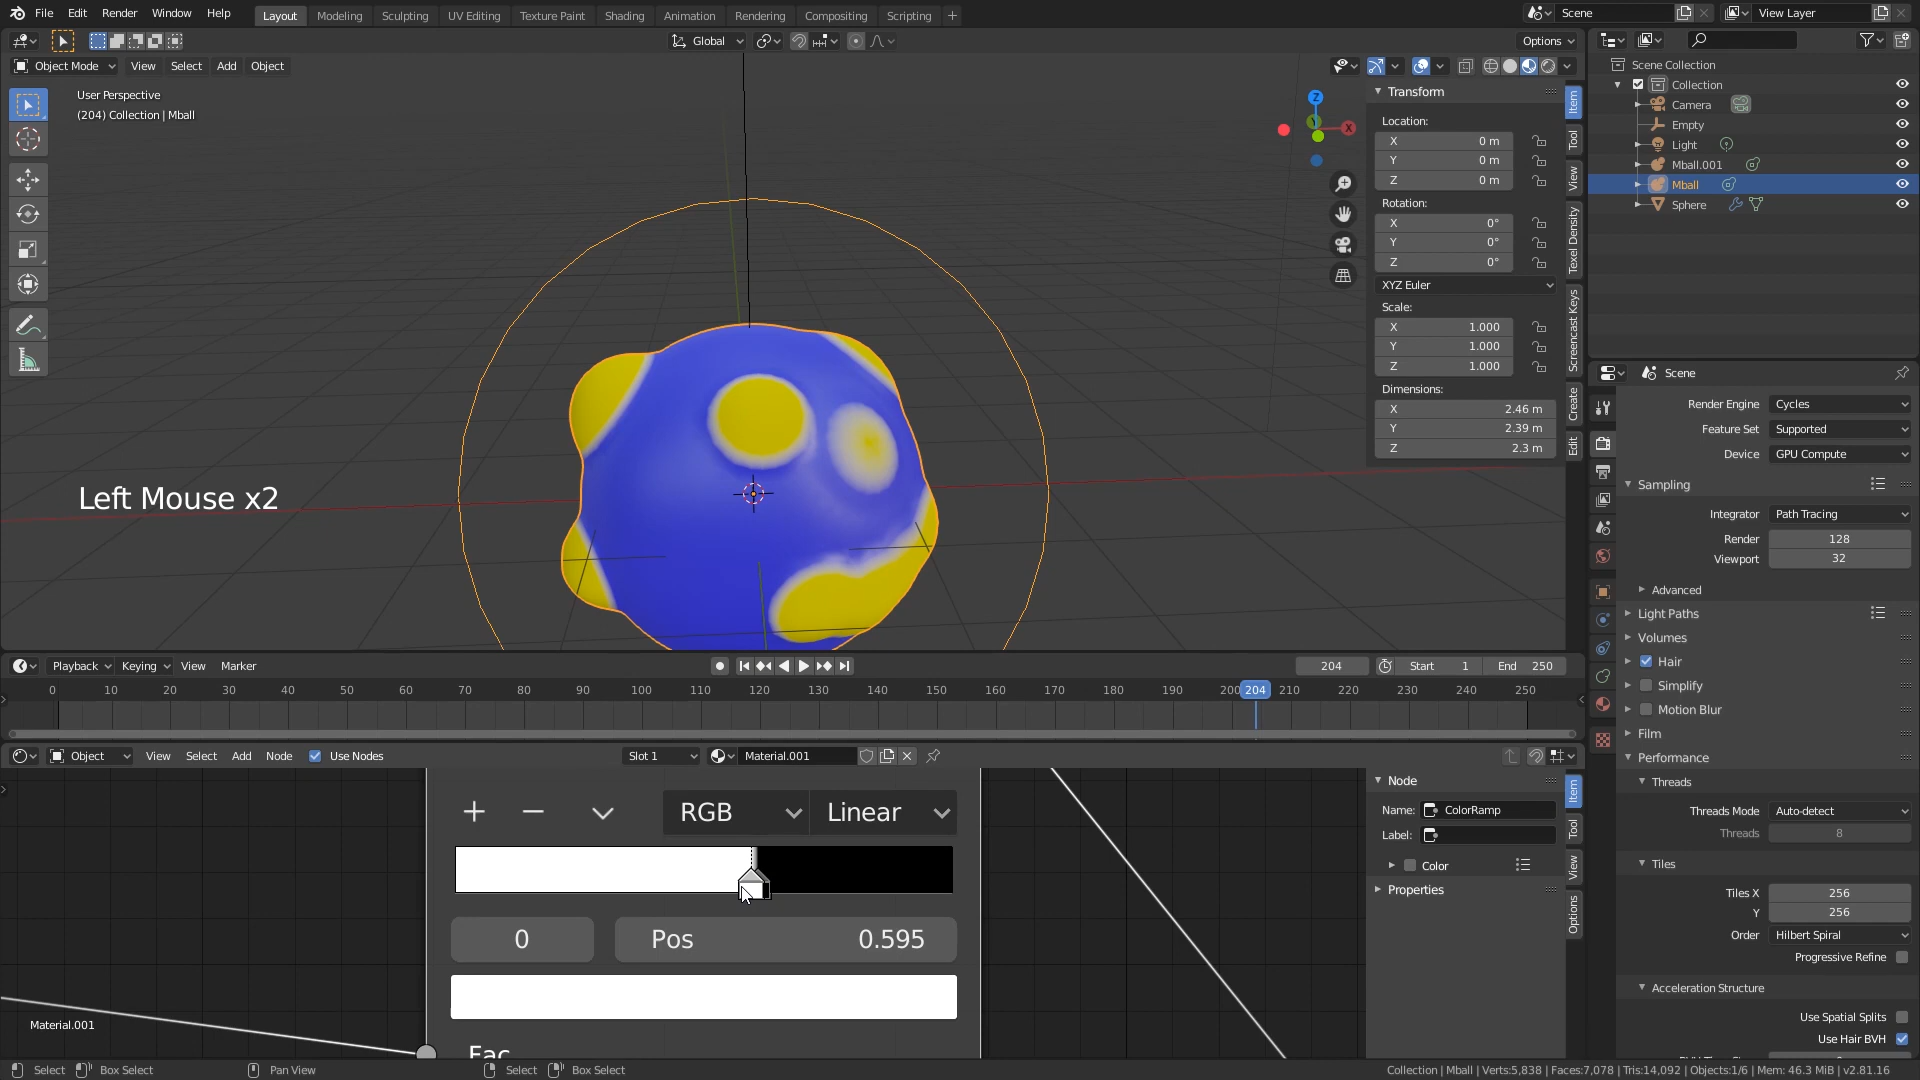 File Edit Render Window Help
Layout Modeling Sculpting UV Editing Texture Paint Shading Animation Rendering Compositing Scripting +
Scene
View Layer
Global
Options
Object Mode View Select Add Object
User Perspective
(204) Collection | Mball
Left Mouse x2
Z
X
Transform
Location:
X 0 m
Y 0 m
Z 0 m
Rotation:
X 0°
Y 0°
Z 0°
XYZ Euler
Scale:
X 1.000
Y 1.000
Z 1.000
Dimensions:
X 2.46 m
Y 2.39 m
Z 2.3 m
Item
Tool
View
Texel Density
Screencast Keys
Create
Edit
Scene Collection
Collection
Camera
Empty
Light
Mball.001
Mball
Sphere
Scene
Render Engine Cycles
Feature Set Supported
Device GPU Compute
Sampling
Integrator Path Tracing
Render 128
Viewport 32
Advanced
Light Paths
Volumes
Hair
Simplify
Motion Blur
Film
Performance
Threads
Threads Mode Auto-detect
Threads 8
Tiles
Tiles X 256
Y 256
Order Hilbert Spiral
Progressive Refine
Acceleration Structure
Use Spatial Splits
Use Hair BVH
Playback Keying View Marker
204 Start 1 End 250
0 10 20 30 40 50 60 70 80 90 100 110 120 130 140 150 160 170 180 190 200 204 210 220 230 240 250
Object View Select Add Node Use Nodes
Slot 1
Material.001
RGB Linear
0 Pos 0.595
Fac
Material.001
Node
Name: ColorRamp
Label:
Color
Properties
Item
Tool
View
Options
Select Box Select Pan View Select Box Select
Collection | Mball | Verts:5,838 | Faces:7,078 | Tris:14,092 | Objects:1/6 | Mem: 46.3 MiB | v2.81.16